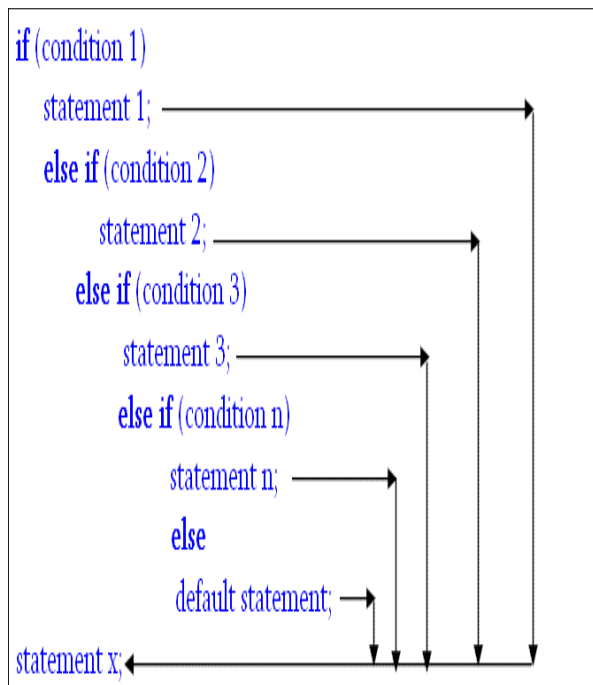 if (condition 1)
statement 1;
else if (condition 2)
statement 2;
else if (condition 3)
statement 3;
else if (condition n)
statement n;
else
default statement;
statement x;